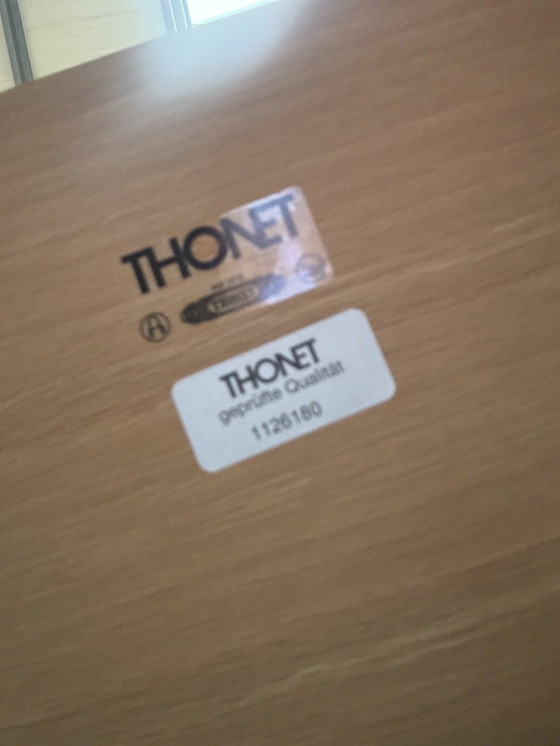 THONET
THONET
geprüfte Qualität
1126180